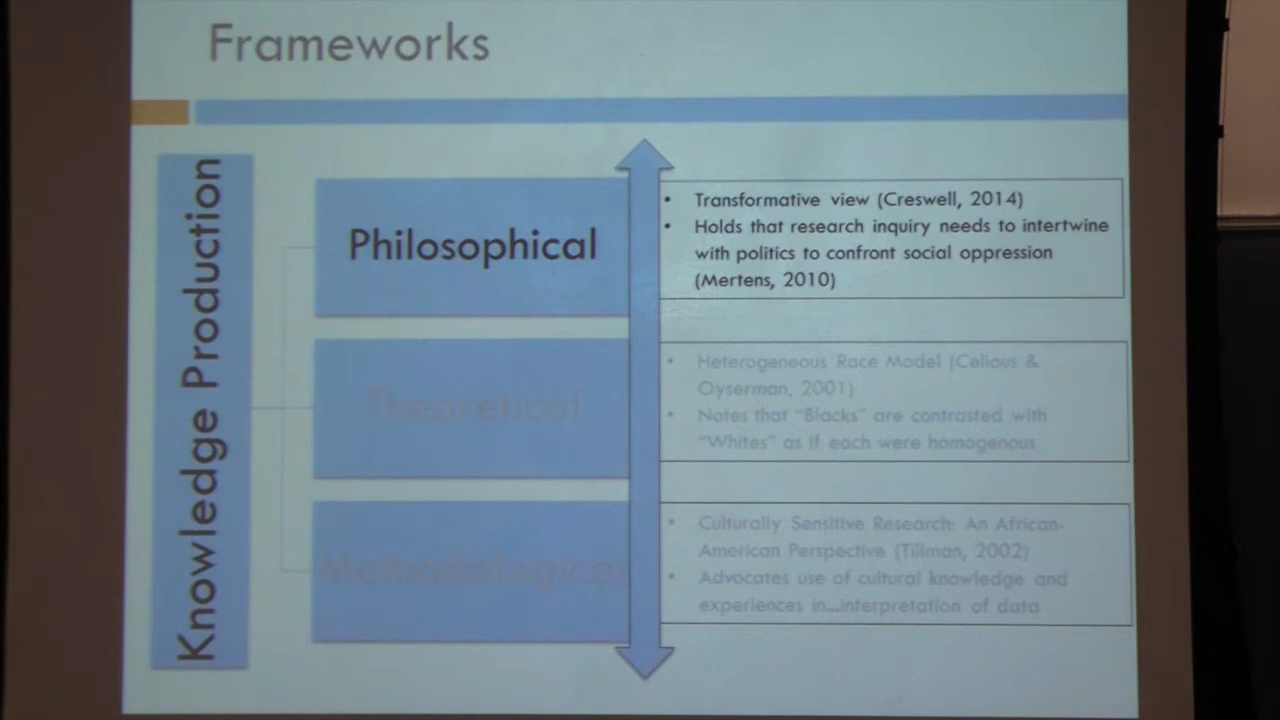 Frameworks
Knowledge Production
Philosophical
• Transformative view (Creswell, 2014)
• Holds that research inquiry needs to intertwine
with politics to confront social oppression
(Mertens, 2010)
Theoretical
• Heterogeneous Race Model (Celious &
Oyserman, 2001)
• Notes that "Blacks" are contrasted with
"Whites" as if each were homogenous
Methodological
• Culturally Sensitive Research: An African-
American Perspective (Tillman, 2002)
• Advocates use of cultural knowledge and
experiences in...interpretation of data